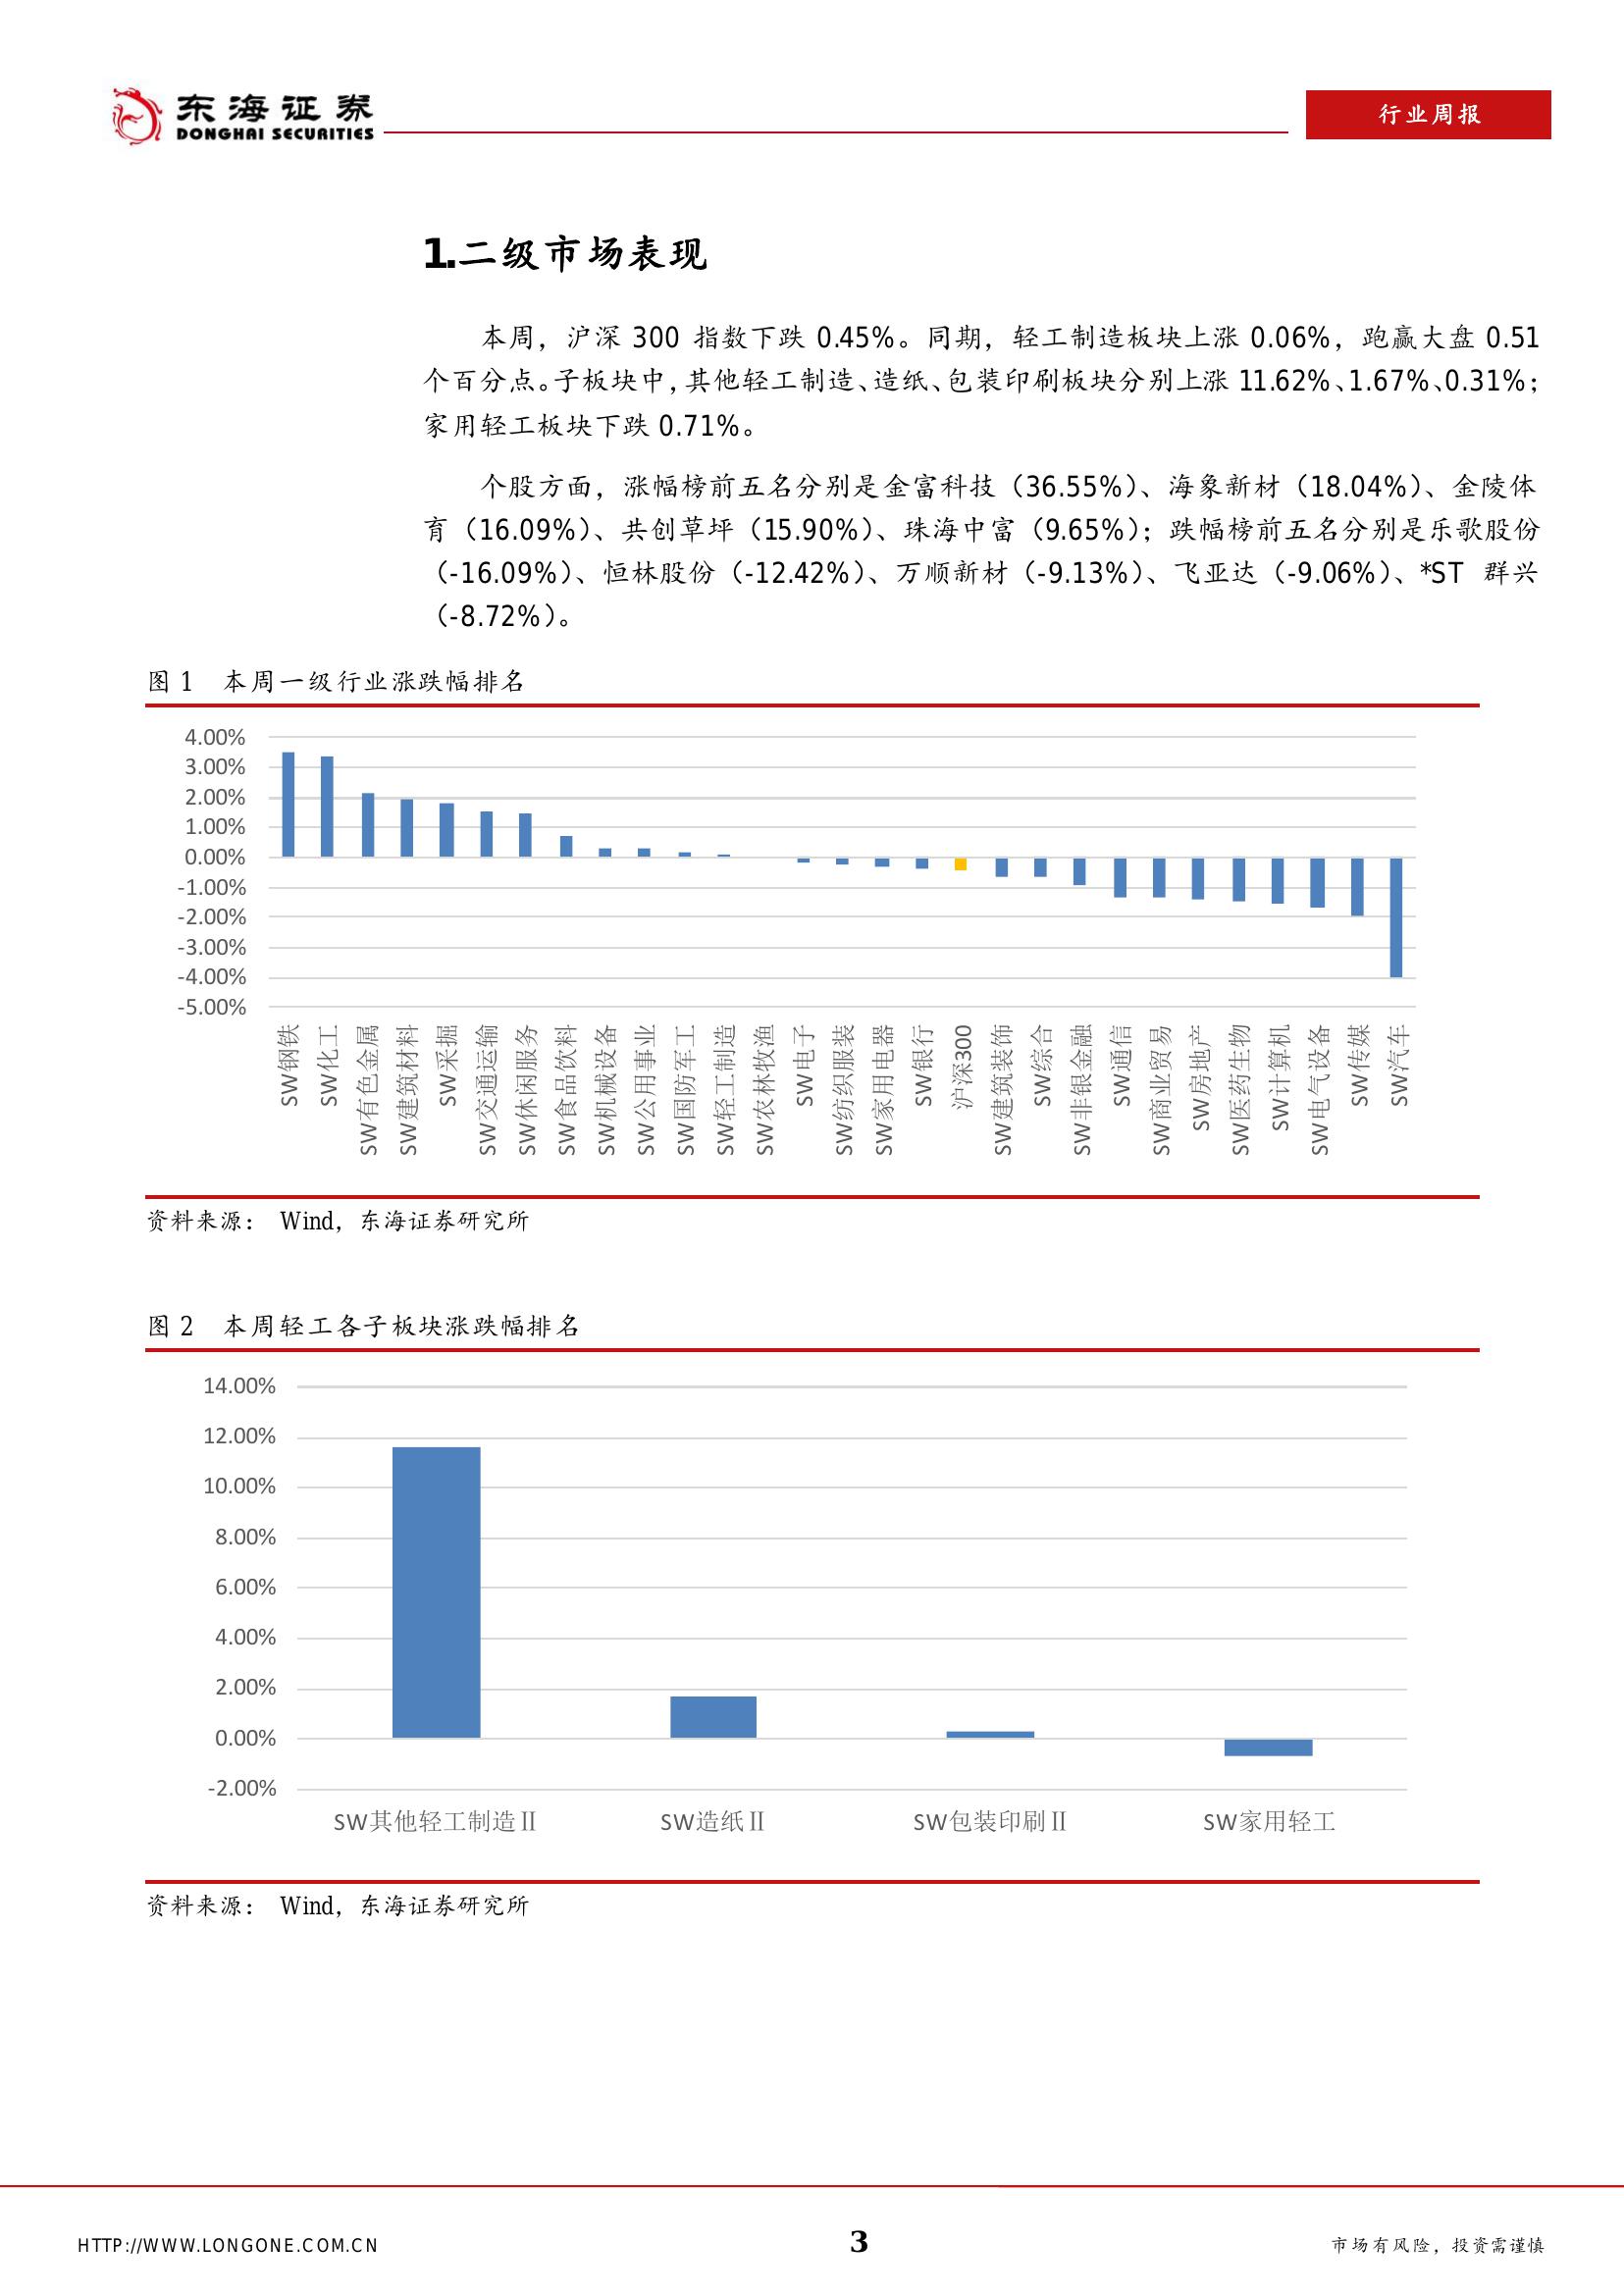 东海证券
DONGHAI SECURITIES
行业周报
1.二级市场表现
本周，沪深 300 指数下跌 0.45%。同期，轻工制造板块上涨 0.06%，跑赢大盘 0.51
个百分点。子板块中，其他轻工制造、造纸、包装印刷板块分别上涨 11.62%、1.67%、0.31%；
家用轻工板块下跌 0.71%。
个股方面，涨幅榜前五名分别是金富科技（36.55%）、海象新材（18.04%）、金陵体
育（16.09%）、共创草坪（15.90%）、珠海中富（9.65%）；跌幅榜前五名分别是乐歌股份
（-16.09%）、恒林股份（-12.42%）、万顺新材（-9.13%）、飞亚达（-9.06%）、*ST 群兴
（-8.72%）。
图 1 本周一级行业涨跌幅排名
4.00%
3.00%
2.00%
1.00%
0.00%
-1.00%
-2.00%
-3.00%
-4.00%
-5.00%
SW钢铁
SW化工
SW有色金属
SW建筑材料
SW采掘
SW交通运输
SW休闲服务
SW食品饮料
SW机械设备
SW公用事业
SW国防军工
SW轻工制造
SW农林牧渔
SW电子
SW纺织服装
SW家用电器
SW银行
沪深300
SW建筑装饰
SW综合
SW非银金融
SW通信
SW商业贸易
SW房地产
SW医药生物
SW计算机
SW电气设备
SW传媒
SW汽车
资料来源： Wind，东海证券研究所
图 2 本周轻工各子板块涨跌幅排名
14.00%
12.00%
10.00%
8.00%
6.00%
4.00%
2.00%
0.00%
-2.00%
SW其他轻工制造Ⅱ
SW造纸Ⅱ
SW包装印刷Ⅱ
SW家用轻工
资料来源： Wind，东海证券研究所
HTTP://WWW.LONGONE.COM.CN
3
市场有风险，投资需谨慎